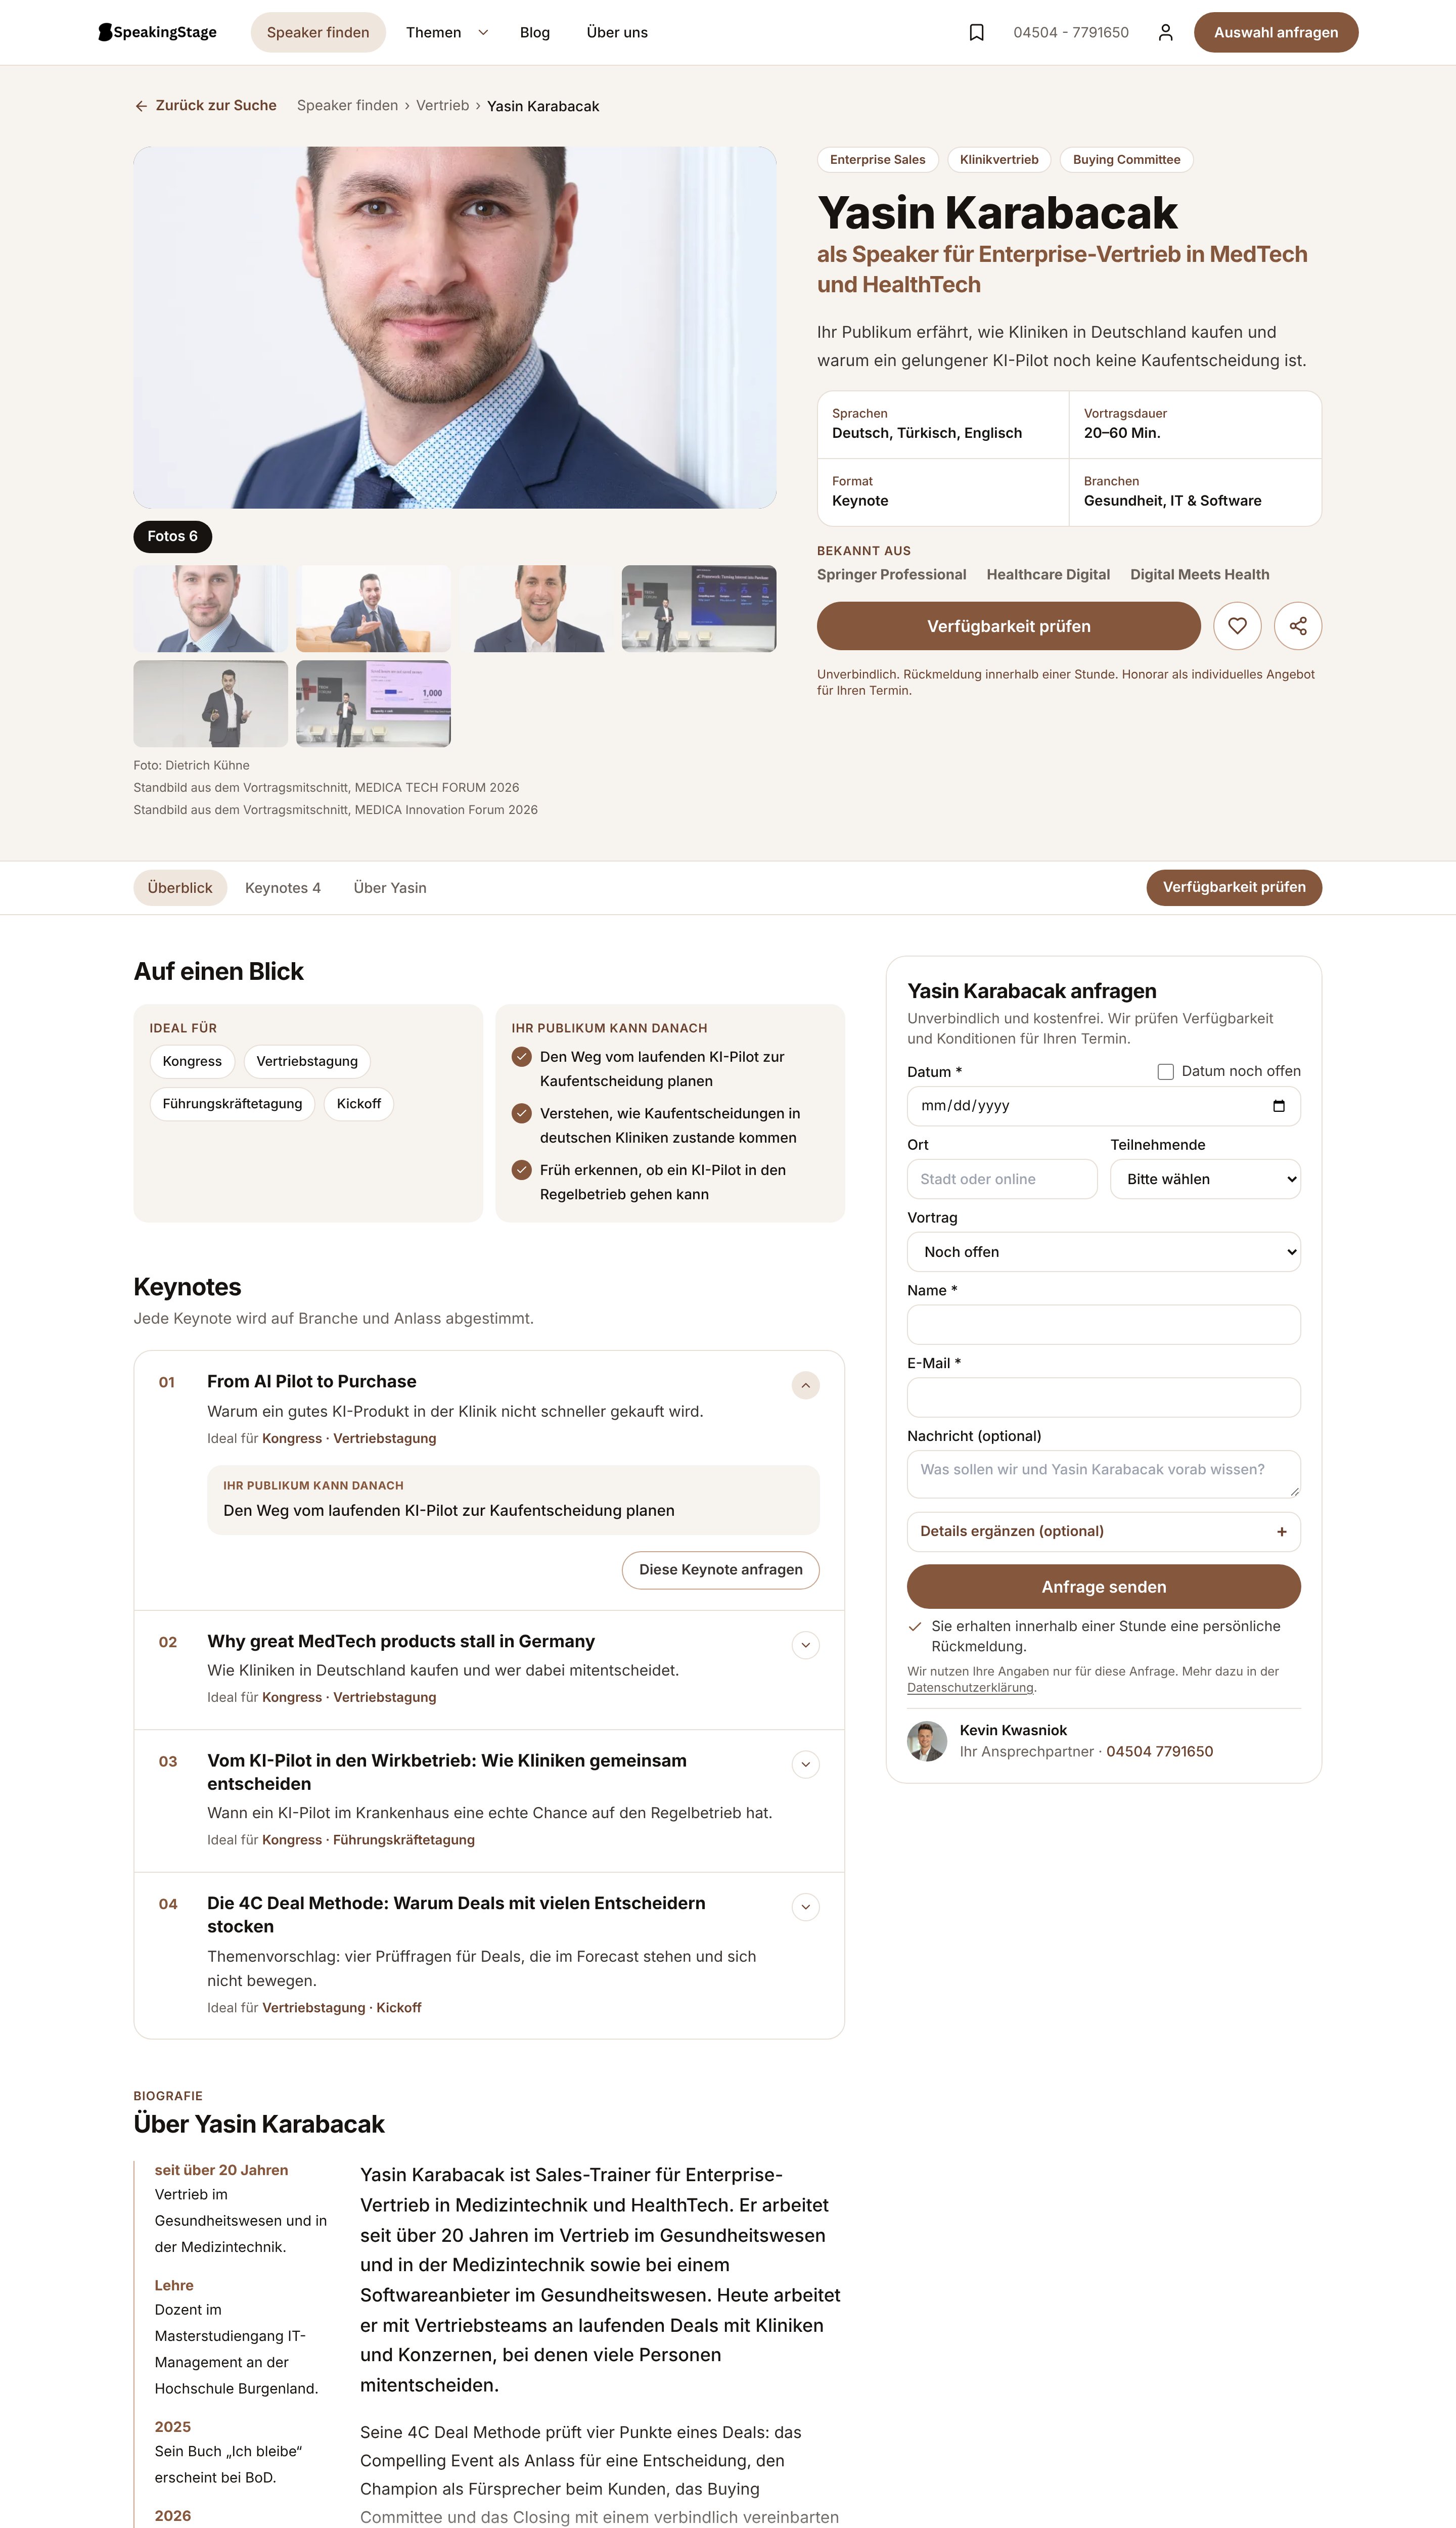 SpeakingStage
Speaker finden
Themen
Blog
Über uns
04504 - 7791650
Auswahl anfragen
Zurück zur Suche
Speaker finden › Vertrieb › Yasin Karabacak
Enterprise Sales
Klinikvertrieb
Buying Committee
Yasin Karabacak
als Speaker für Enterprise-Vertrieb in MedTech
und HealthTech
Ihr Publikum erfährt, wie Kliniken in Deutschland kaufen und
warum ein gelungener KI-Pilot noch keine Kaufentscheidung ist.
Sprachen
Deutsch, Türkisch, Englisch
Vortragsdauer
20–60 Min.
Format
Keynote
Branchen
Gesundheit, IT & Software
BEKANNT AUS
Springer Professional
Healthcare Digital
Digital Meets Health
Verfügbarkeit prüfen
Unverbindlich. Rückmeldung innerhalb einer Stunde. Honorar als individuelles Angebot
für Ihren Termin.
Fotos 6
1,000
Foto: Dietrich Kühne
Standbild aus dem Vortragsmitschnitt, MEDICA TECH FORUM 2026
Standbild aus dem Vortragsmitschnitt, MEDICA Innovation Forum 2026
Überblick
Keynotes 4
Über Yasin
Verfügbarkeit prüfen
Auf einen Blick
IDEAL FÜR
Kongress
Vertriebstagung
Führungskräftetagung
Kickoff
IHR PUBLIKUM KANN DANACH
Den Weg vom laufenden KI-Pilot zur
Kaufentscheidung planen
Verstehen, wie Kaufentscheidungen in
deutschen Kliniken zustande kommen
Früh erkennen, ob ein KI-Pilot in den
Regelbetrieb gehen kann
Keynotes
Jede Keynote wird auf Branche und Anlass abgestimmt.
01
From AI Pilot to Purchase
Warum ein gutes KI-Produkt in der Klinik nicht schneller gekauft wird.
Ideal für Kongress · Vertriebstagung
IHR PUBLIKUM KANN DANACH
Den Weg vom laufenden KI-Pilot zur Kaufentscheidung planen
Diese Keynote anfragen
02
Why great MedTech products stall in Germany
Wie Kliniken in Deutschland kaufen und wer dabei mitentscheidet.
Ideal für Kongress · Vertriebstagung
03
Vom KI-Pilot in den Wirkbetrieb: Wie Kliniken gemeinsam
entscheiden
Wann ein KI-Pilot im Krankenhaus eine echte Chance auf den Regelbetrieb hat.
Ideal für Kongress · Führungskräftetagung
04
Die 4C Deal Methode: Warum Deals mit vielen Entscheidern
stocken
Themenvorschlag: vier Prüffragen für Deals, die im Forecast stehen und sich
nicht bewegen.
Ideal für Vertriebstagung · Kickoff
Yasin Karabacak anfragen
Unverbindlich und kostenfrei. Wir prüfen Verfügbarkeit
und Konditionen für Ihren Termin.
Datum *
Datum noch offen
mm/dd/yyyy
Ort
Teilnehmende
Stadt oder online
Bitte wählen
Vortrag
Noch offen
Name *
E-Mail *
Nachricht (optional)
Was sollen wir und Yasin Karabacak vorab wissen?
Details ergänzen (optional)
+
Anfrage senden
Sie erhalten innerhalb einer Stunde eine persönliche
Rückmeldung.
Wir nutzen Ihre Angaben nur für diese Anfrage. Mehr dazu in der
Datenschutzerklärung.
Kevin Kwasniok
Ihr Ansprechpartner · 04504 7791650
BIOGRAFIE
Über Yasin Karabacak
seit über 20 Jahren
Vertrieb im
Gesundheitswesen und in
der Medizintechnik.
Lehre
Dozent im
Masterstudiengang IT-
Management an der
Hochschule Burgenland.
2025
Sein Buch „Ich bleibe“
erscheint bei BoD.
2026
Yasin Karabacak ist Sales-Trainer für Enterprise-
Vertrieb in Medizintechnik und HealthTech. Er arbeitet
seit über 20 Jahren im Vertrieb im Gesundheitswesen
und in der Medizintechnik sowie bei einem
Softwareanbieter im Gesundheitswesen. Heute arbeitet
er mit Vertriebsteams an laufenden Deals mit Kliniken
und Konzernen, bei denen viele Personen
mitentscheiden.
Seine 4C Deal Methode prüft vier Punkte eines Deals: das
Compelling Event als Anlass für eine Entscheidung, den
Champion als Fürsprecher beim Kunden, das Buying
Committee und das Closing mit einem verbindlich vereinbarten